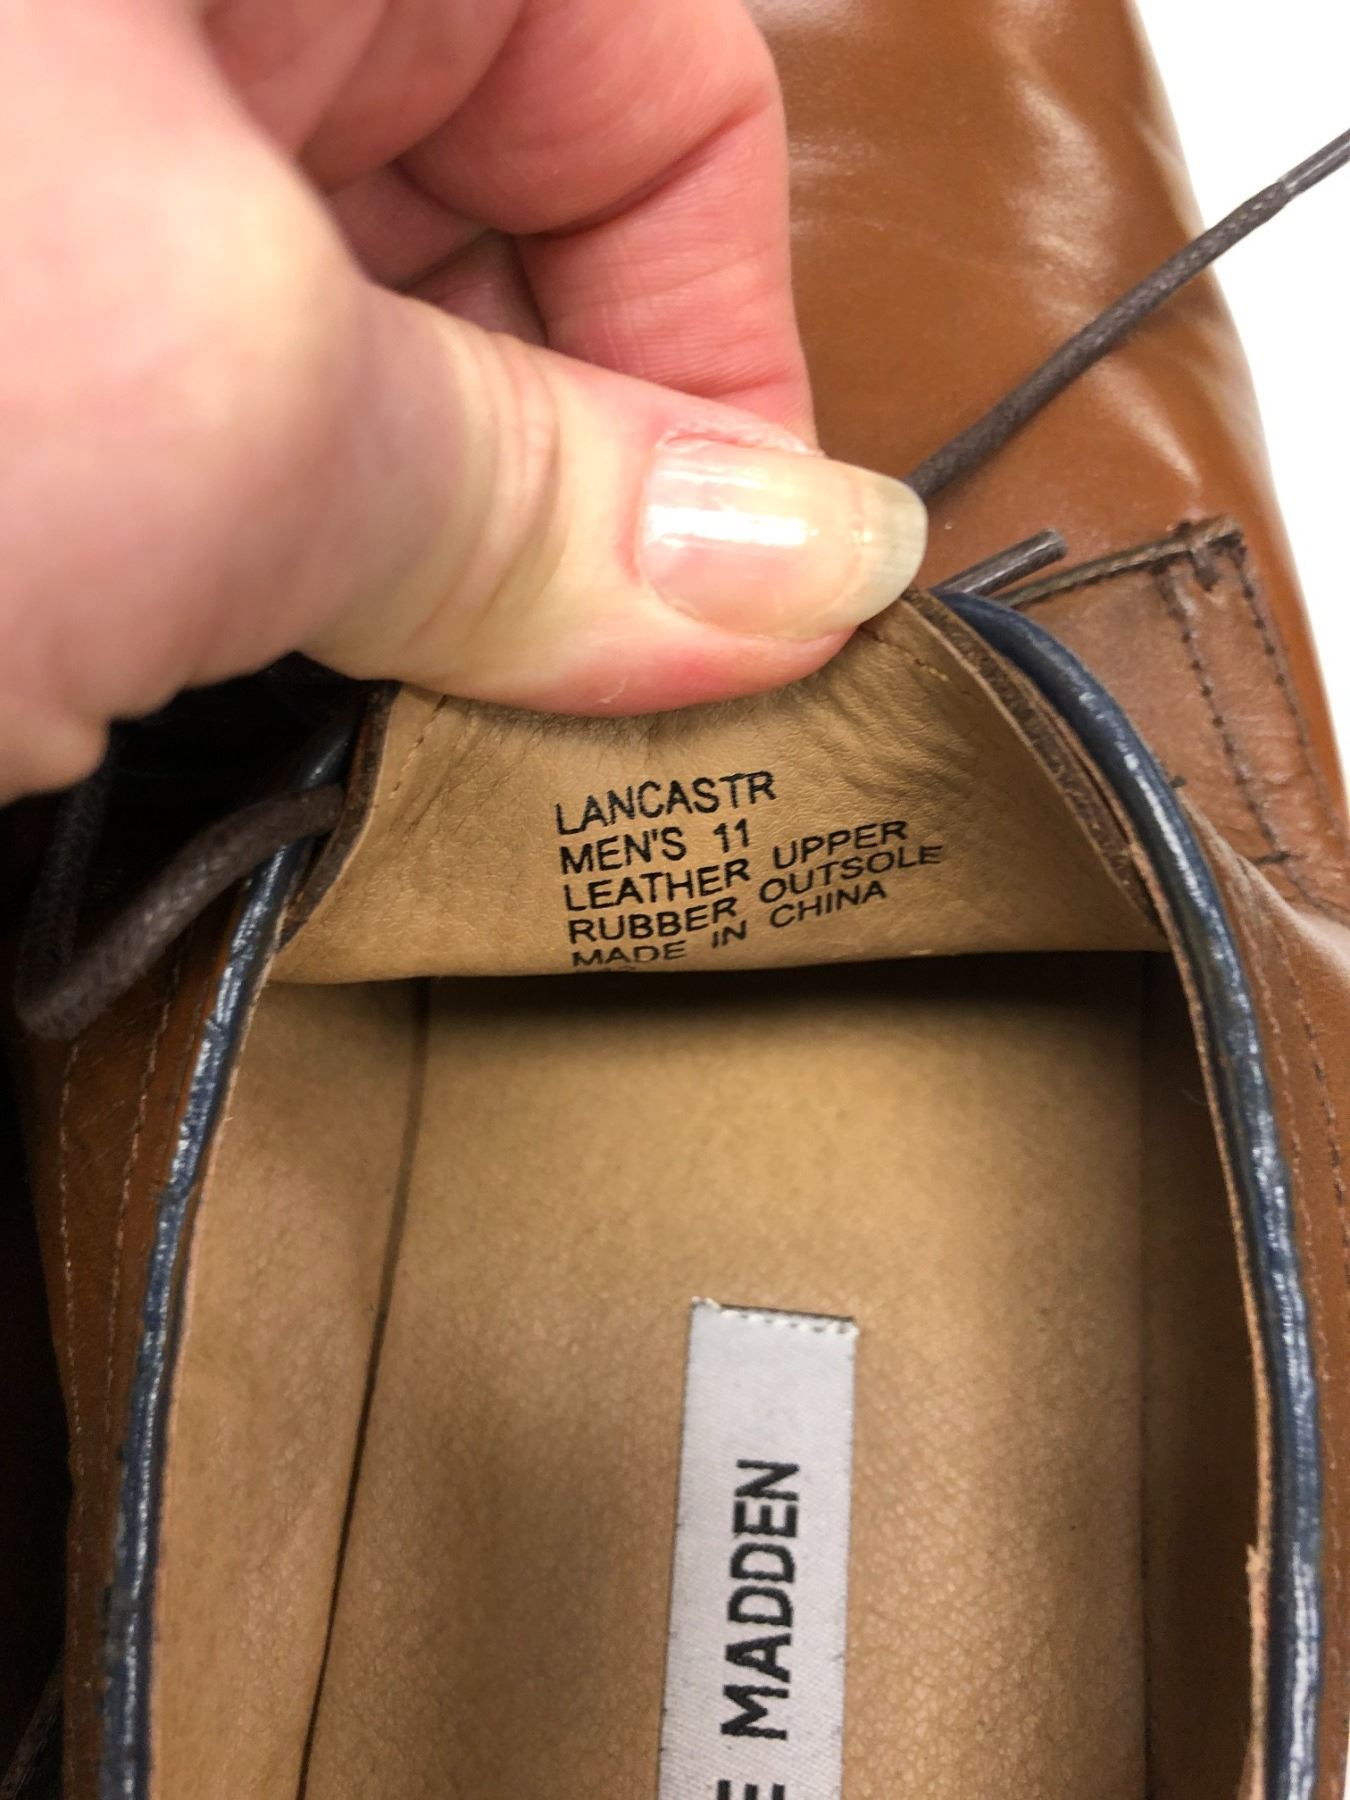 LANCASTR
MEN'S 11
LEATHER UPPER
RUBBER OUTSOLE
MADE IN CHINA
E MADDEN